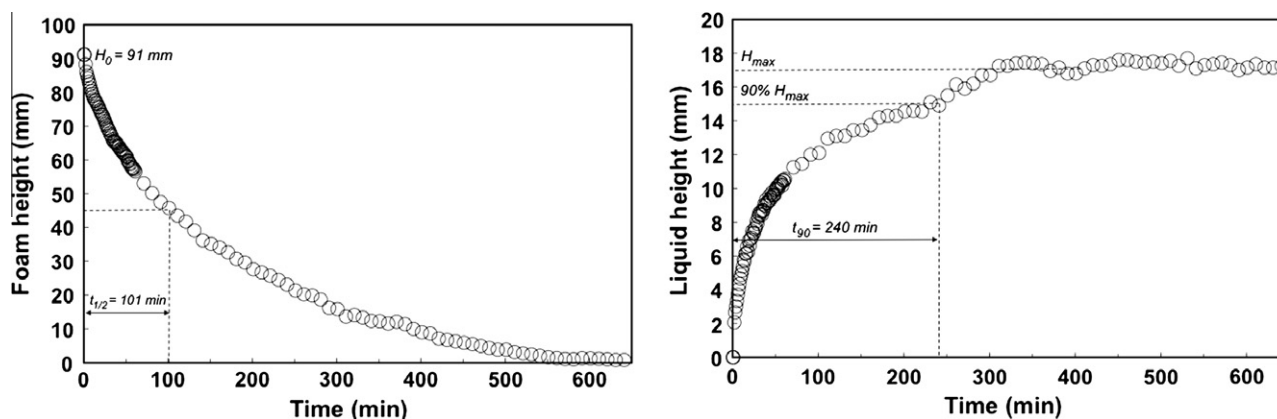 100
90
80
70
60
50
40
30
20
10
0
Foam height (mm)
H0 = 91 mm
t1/2 = 101 min
0 100 200 300 400 500 600
Time (min)
20
18
16
14
12
10
8
6
4
2
0
Liquid height (mm)
Hmax
90% Hmax
t90 = 240 min
0 100 200 300 400 500 600
Time (min)